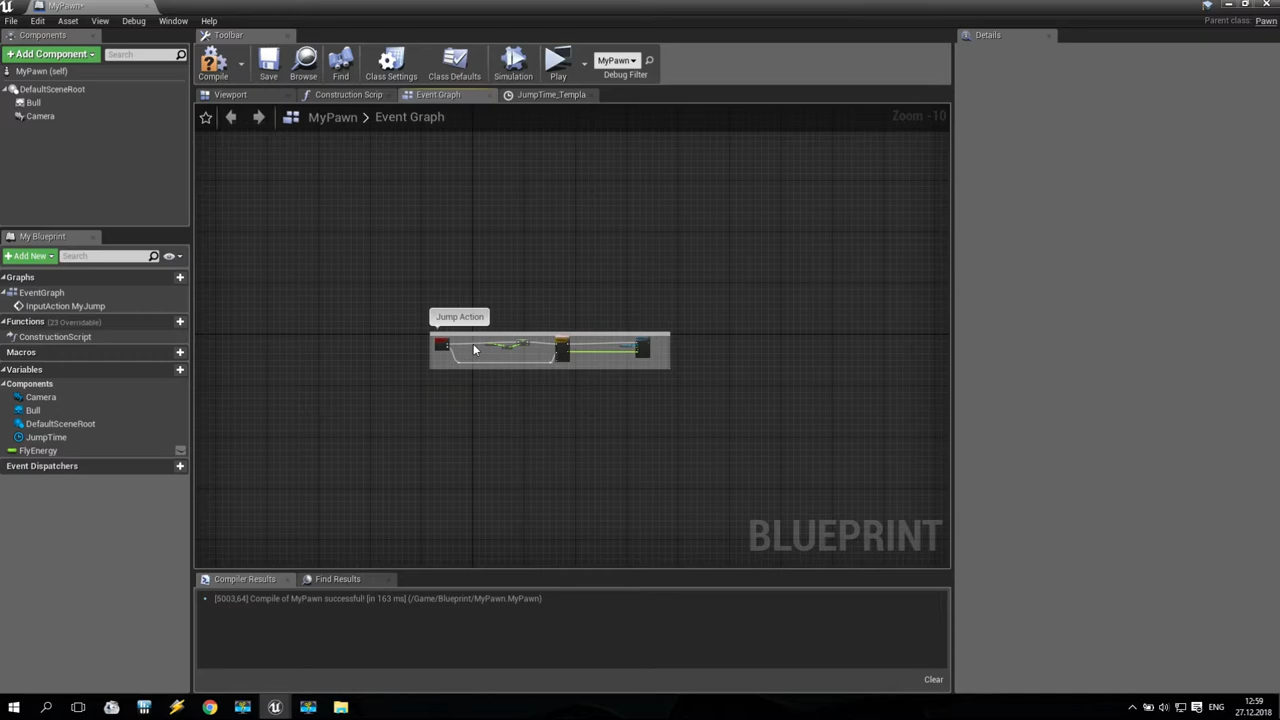 MyPawn*
File Edit Asset View Debug Window Help
Parent class: Pawn
Components
Toolbar
Details
+Add Component
Search
MyPawn (self)
DefaultSceneRoot
Bull
Camera
Compile
Save
Browse
Find
Class Settings
Class Defaults
Simulation
Play
MyPawn
Debug Filter
Viewport
Construction Scrip
Event Graph
JumpTime_Templa
MyPawn > Event Graph
Zoom -10
Jump Action
BLUEPRINT
My Blueprint
+Add New
Search
Graphs
EventGraph
InputAction MyJump
Functions (23 Overridable)
ConstructionScript
Macros
Variables
Components
Camera
Bull
DefaultSceneRoot
JumpTime
FlyEnergy
Event Dispatchers
Compiler Results
Find Results
[5003,64] Compile of MyPawn successful! [in 163 ms] (/Game/Blueprint/MyPawn.MyPawn)
Clear
ENG
12:59
27.12.2018